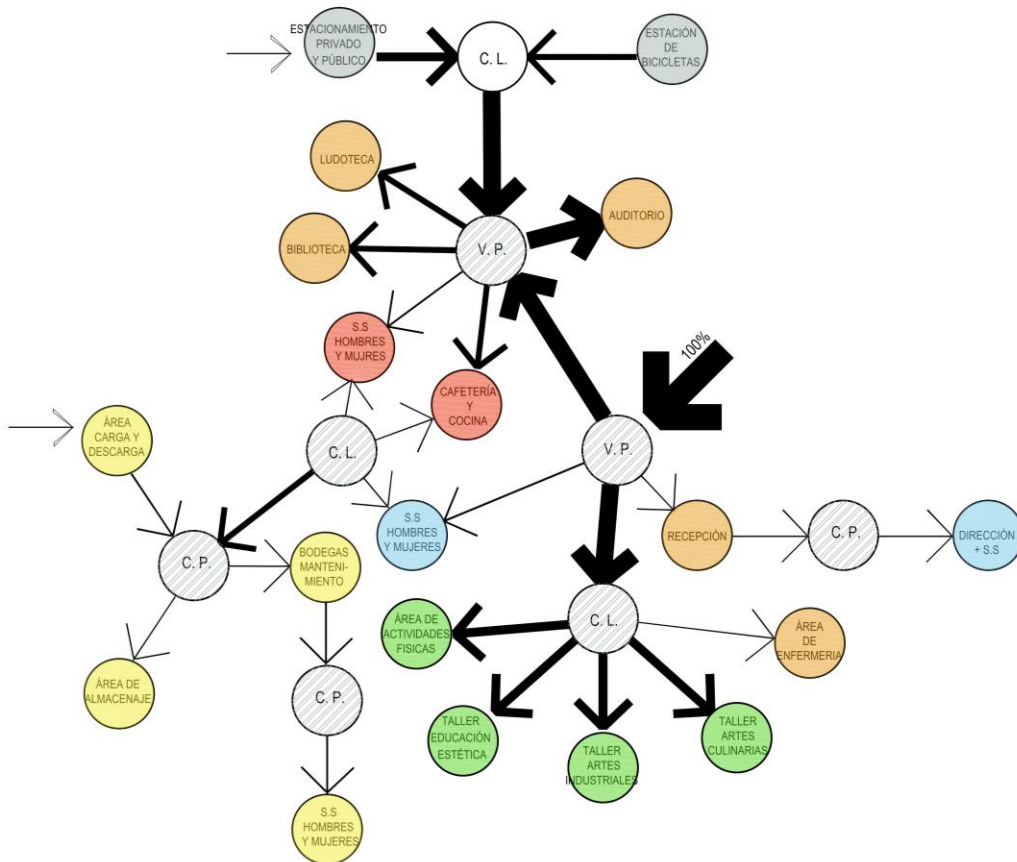 ESTACIONAMIENTO
PRIVADO
Y PÚBLICO
C. L.
ESTACIÓN
DE
BICICLETAS
LUDOTECA
AUDITORIO
BIBLIOTECA
V. P.
S.S
HOMBRES
Y MUJRES
100%
CAFETERÍA
Y
COCINA
ÁREA
CARGA Y
DESCARGA
C. L.
V. P.
S.S
HOMBRES
Y MUJERES
RECEPCIÓN
C. P.
DIRECCIÓN
+ S.S
C. P.
BODEGAS
MANTENI-
MIENTO
C. L.
ÁREA DE
ACTIVIDADES
FISICAS
ÁREA
DE
ENFERMERIA
ÁREA DE
ALMACENAJE
C. P.
TALLER
EDUCACIÓN
ESTÉTICA
TALLER
ARTES
INDUSTRIALES
TALLER
ARTES
CULINARIAS
S.S
HOMBRES
Y MUJERES